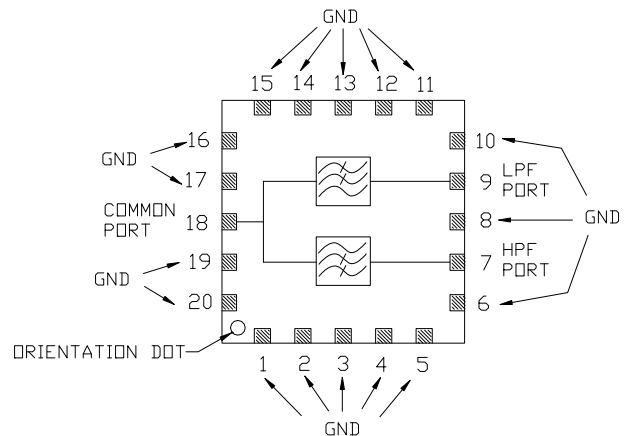 GND
15 14 13 12 11
16
10
GND
17
9 LPF PORT
COMMON PORT
18
8
GND
19
7 HPF PORT
GND
20
6
ORIENTATION DOT
1 2 3 4 5
GND